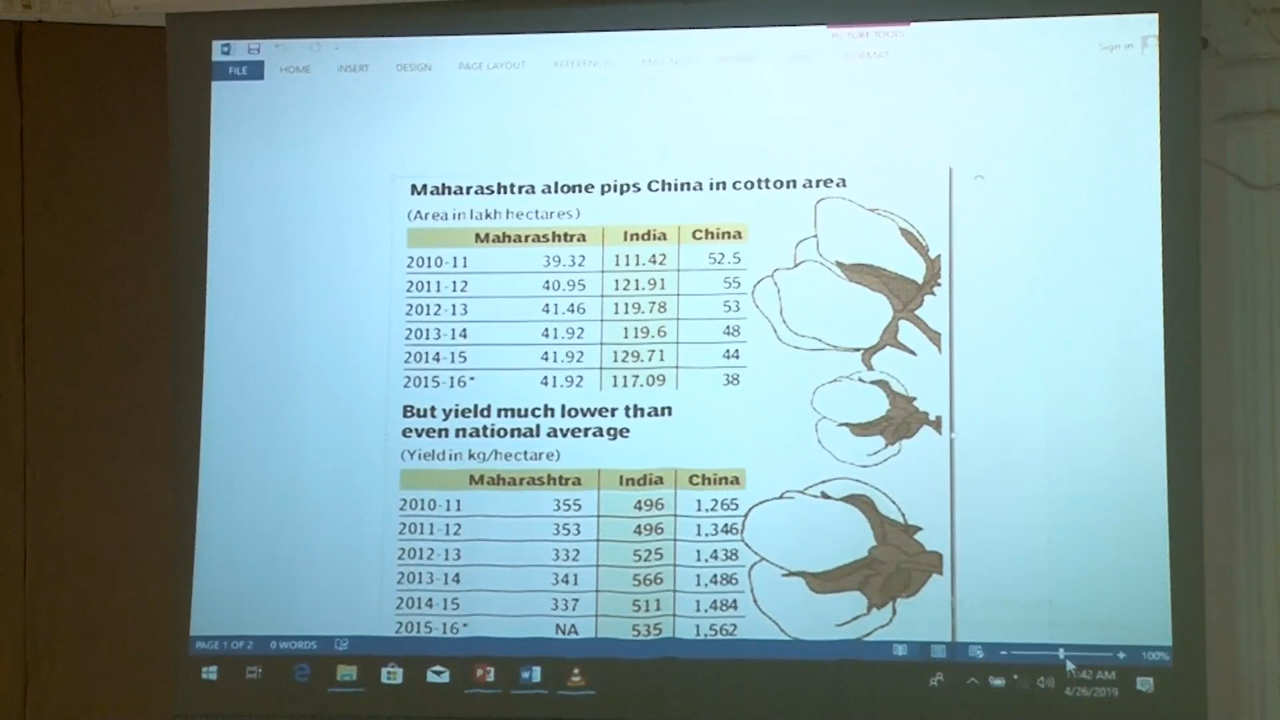 PICTURE TOOLS
Sign in
FILE HOME INSERT DESIGN PAGE LAYOUT REFERENCES MAILINGS FORMAT
Maharashtra alone pips China in cotton area
(Area in lakh hectares)
Maharashtra India China
2010-11 39.32 111.42 52.5
2011-12 40.95 121.91 55
2012-13 41.46 119.78 53
2013-14 41.92 119.6 48
2014-15 41.92 129.71 44
2015-16* 41.92 117.09 38
But yield much lower than
even national average
(Yield in kg/hectare)
Maharashtra India China
2010-11 355 496 1,265
2011-12 353 496 1,346
2012-13 332 525 1,438
2013-14 341 566 1,486
2014-15 337 511 1,484
2015-16* NA 535 1,562
PAGE 1 OF 2 0 WORDS 100%
11:42 AM
4/26/2019